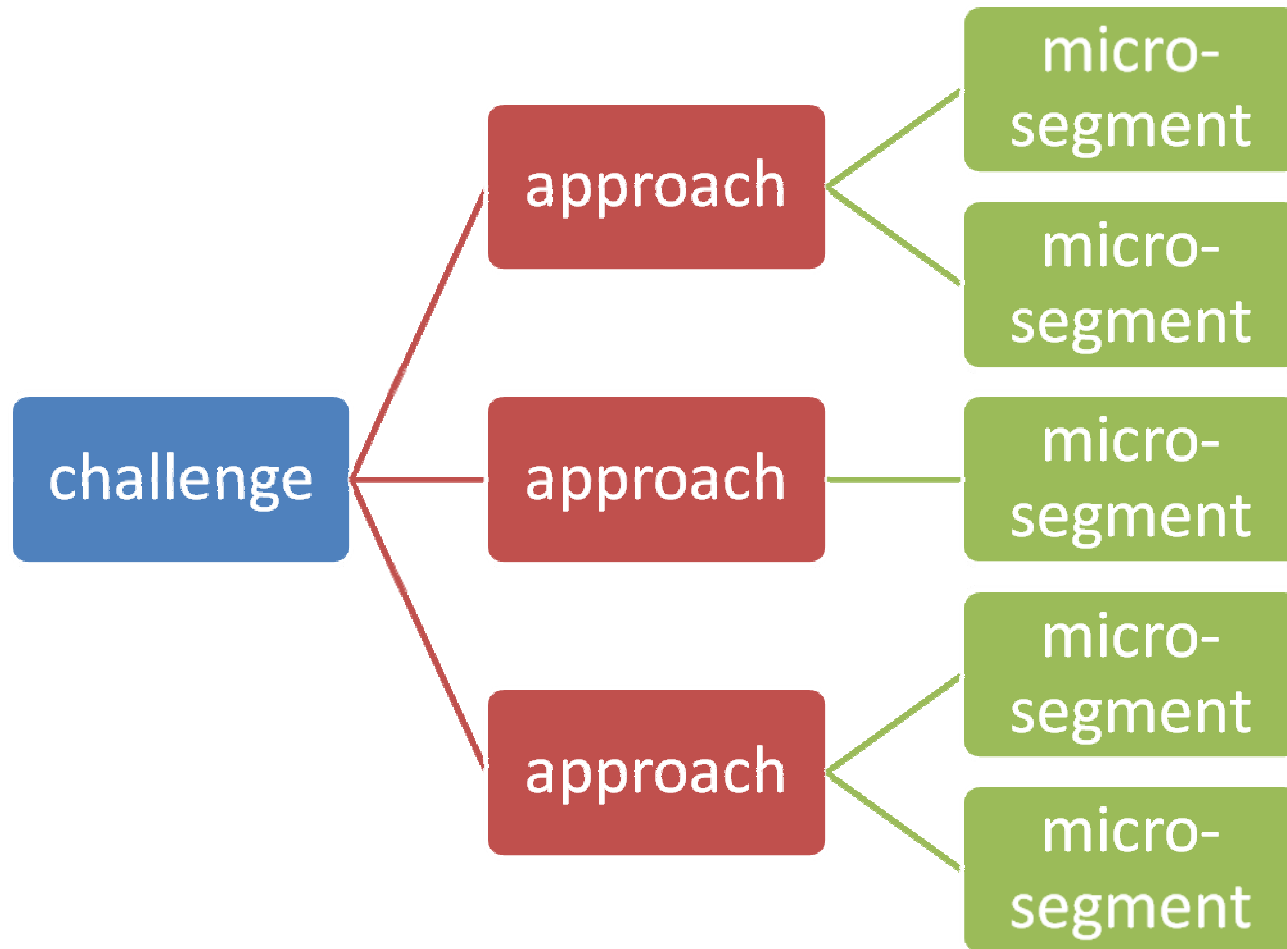 challenge
approach
micro-
segment
micro-
segment
approach
micro-
segment
approach
micro-
segment
micro-
segment